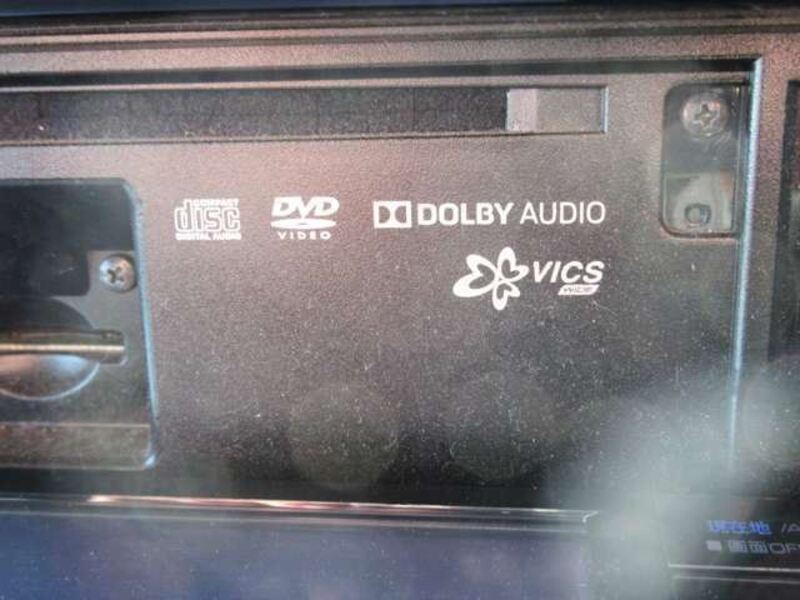 COMPACT
disc
DIGITAL AUDIO
DVD
VIDEO
DOLBY AUDIO
VICS
WIDE
現在地
画面OFF